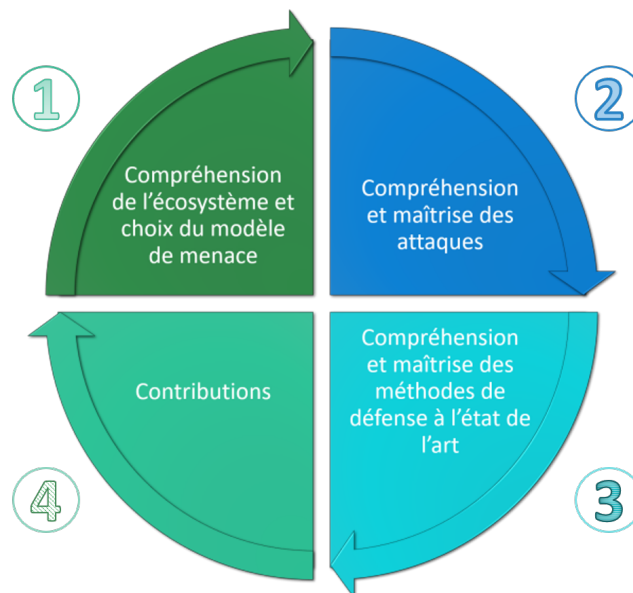 1
Compréhension
de l'écosystème et
choix du modèle
de menace
2
Compréhension
et maîtrise des
attaques
3
Compréhension
et maîtrise des
méthodes de
défense à l'état de
l'art
4
Contributions